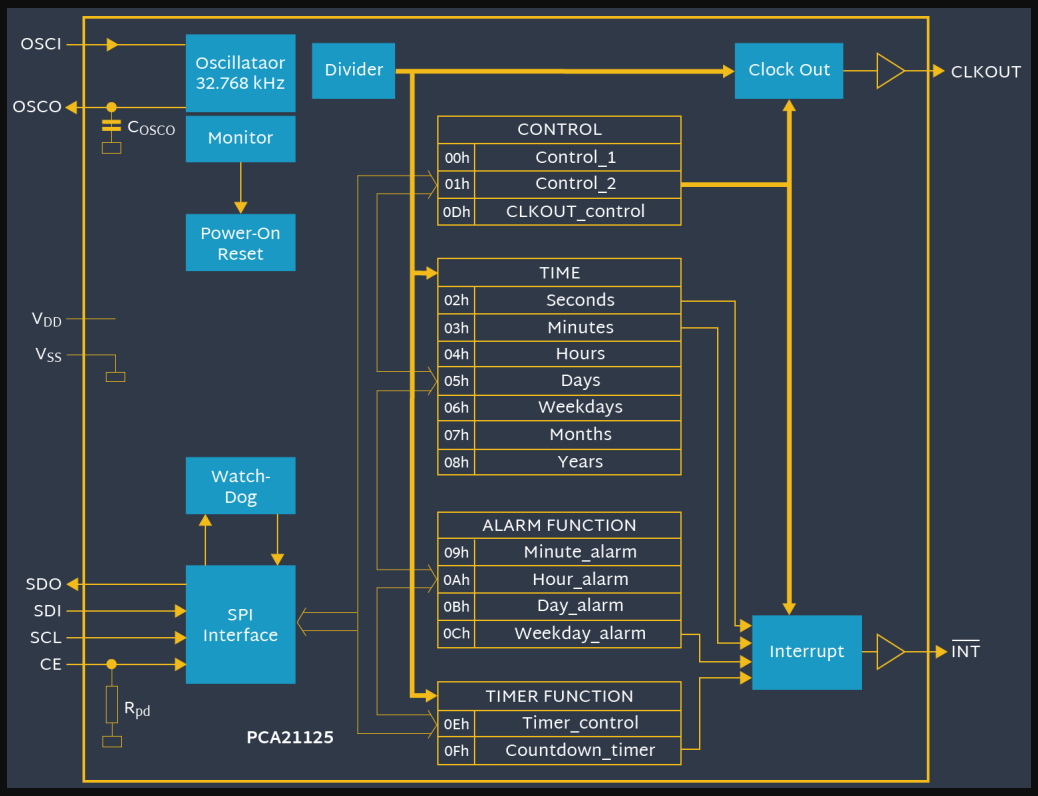 OSCI
Oscillataor
32.768 kHz
Divider
Clock Out
CLKOUT
OSCO
COSCO
Monitor
Power-On
Reset
CONTROL
00h Control_1
01h Control_2
0Dh CLKOUT_control
TIME
02h Seconds
03h Minutes
04h Hours
05h Days
06h Weekdays
07h Months
08h Years
VDD
VSS
Watch-
Dog
ALARM FUNCTION
09h Minute_alarm
0Ah Hour_alarm
0Bh Day_alarm
0Ch Weekday_alarm
SDO
SDI
SCL
CE
SPI
Interface
Interrupt
INT
Rpd
TIMER FUNCTION
0Eh Timer_control
0Fh Countdown_timer
PCA21125